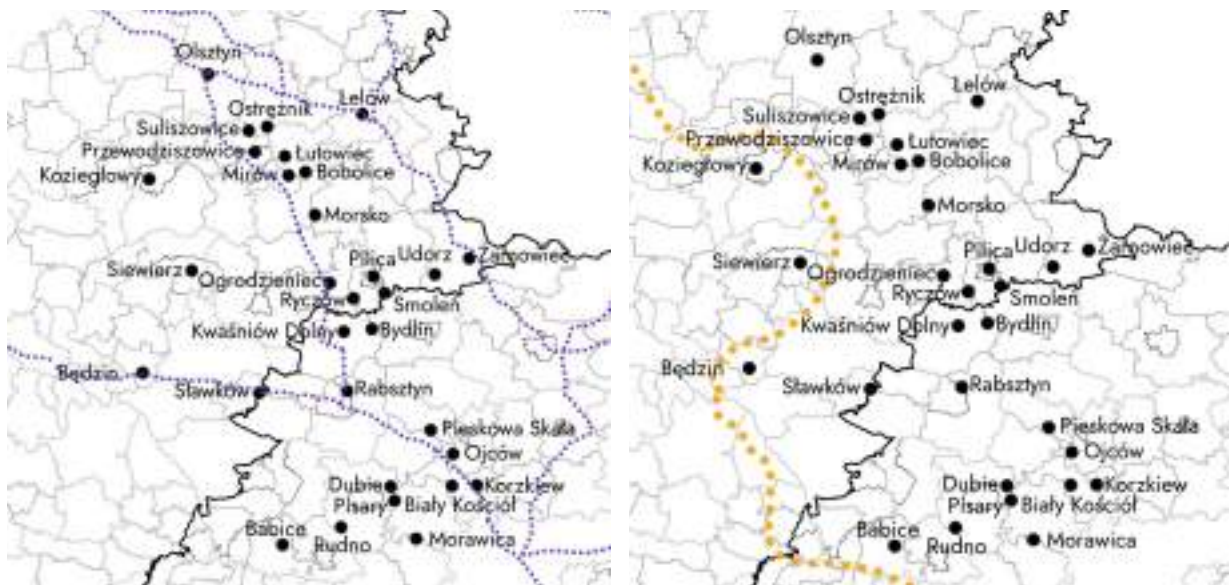 Olsztyn
Lelów
Ostrężnik
Suliszowice
Przewodziszowice
Łutowiec
Koziegłowy
Mirów
Bobolice
Morsko
Siewierz
Ogrodzieniec
Pilica
Udorz
Żarnowiec
Ryczów
Smoleń
Kwaśniów Dolny
Bydlin
Będzin
Sławków
Rabsztyn
Pieskowa Skała
Ojców
Dubie
Korzkiew
Pisary
Biały Kościół
Babice
Rudno
Morawica
Olsztyn
Lelów
Ostrężnik
Suliszowice
Przewodziszowice
Łutowiec
Koziegłowy
Mirów
Bobolice
Morsko
Siewierz
Ogrodzieniec
Pilica
Udorz
Żarnowiec
Ryczów
Smoleń
Kwaśniów Dolny
Bydlin
Będzin
Sławków
Rabsztyn
Pieskowa Skała
Ojców
Dubie
Korzkiew
Pisary
Biały Kościół
Babice
Rudno
Morawica